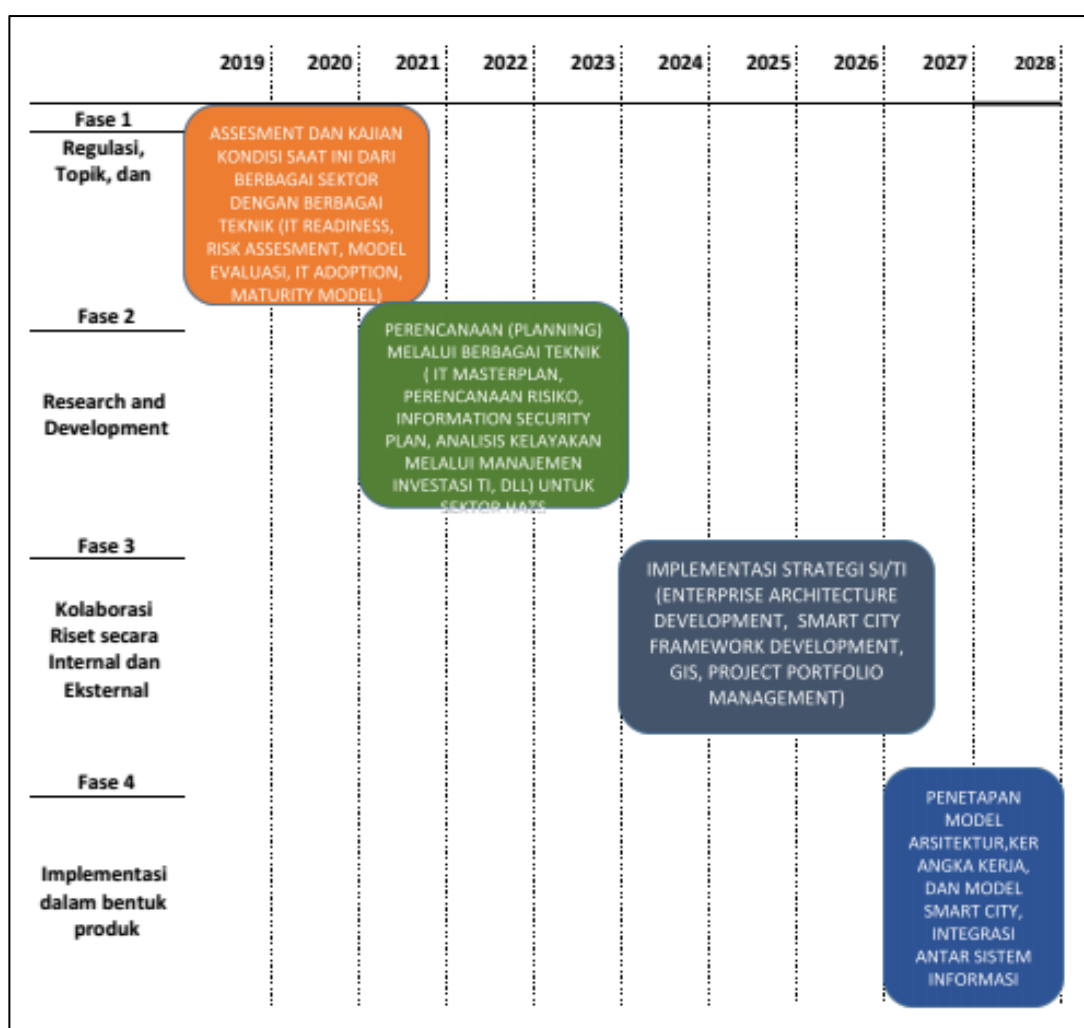 2019 2020 2021 2022 2023 2024 2025 2026 2027 2028
Fase 1
Regulasi,
Topik, dan
ASSESMENT DAN KAJIAN
KONDISI SAAT INI DARI
BERBAGAI SEKTOR
DENGAN BERBAGAI
TEKNIK (IT READINESS,
RISK ASSESMENT, MODEL
EVALUASI, IT ADOPTION,
MATURITY MODEL)
Fase 2
Research and
Development
PERENCANAAN (PLANNING)
MELALUI BERBAGAI TEKNIK
( IT MASTERPLAN,
PERENCANAAN RISIKO,
INFORMATION SECURITY
PLAN, ANALISIS KELAYAKAN
MELALUI MANAJEMEN
INVESTASI TI, DLL) UNTUK
SEKTOR HATS
Fase 3
Kolaborasi
Riset secara
Internal dan
Eksternal
IMPLEMENTASI STRATEGI SI/TI
(ENTERPRISE ARCHITECTURE
DEVELOPMENT, SMART CITY
FRAMEWORK DEVELOPMENT,
GIS, PROJECT PORTFOLIO
MANAGEMENT)
Fase 4
Implementasi
dalam bentuk
produk
PENETAPAN
MODEL
ARSITEKTUR,KER
ANGKA KERJA,
DAN MODEL
SMART CITY,
INTEGRASI
ANTAR SISTEM
INFORMASI